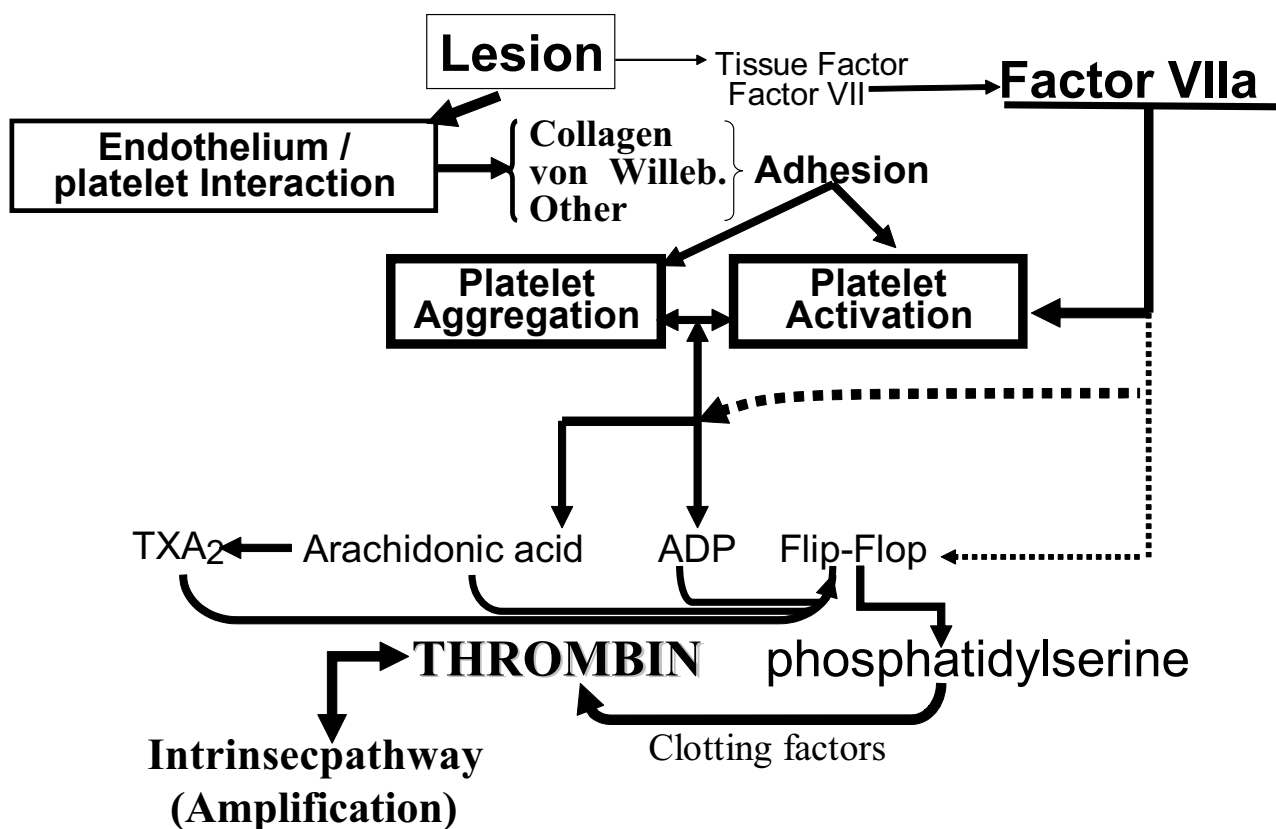 Lesion
Tissue Factor
Factor VII
Factor VIIa
Endothelium /
platelet Interaction
Collagen
von Willeb.
Other
Adhesion
Platelet
Aggregation
Platelet
Activation
TXA2
Arachidonic acid
ADP
Flip-Flop
THROMBIN
phosphatidylserine
Clotting factors
Intrinsecpathway
(Amplification)